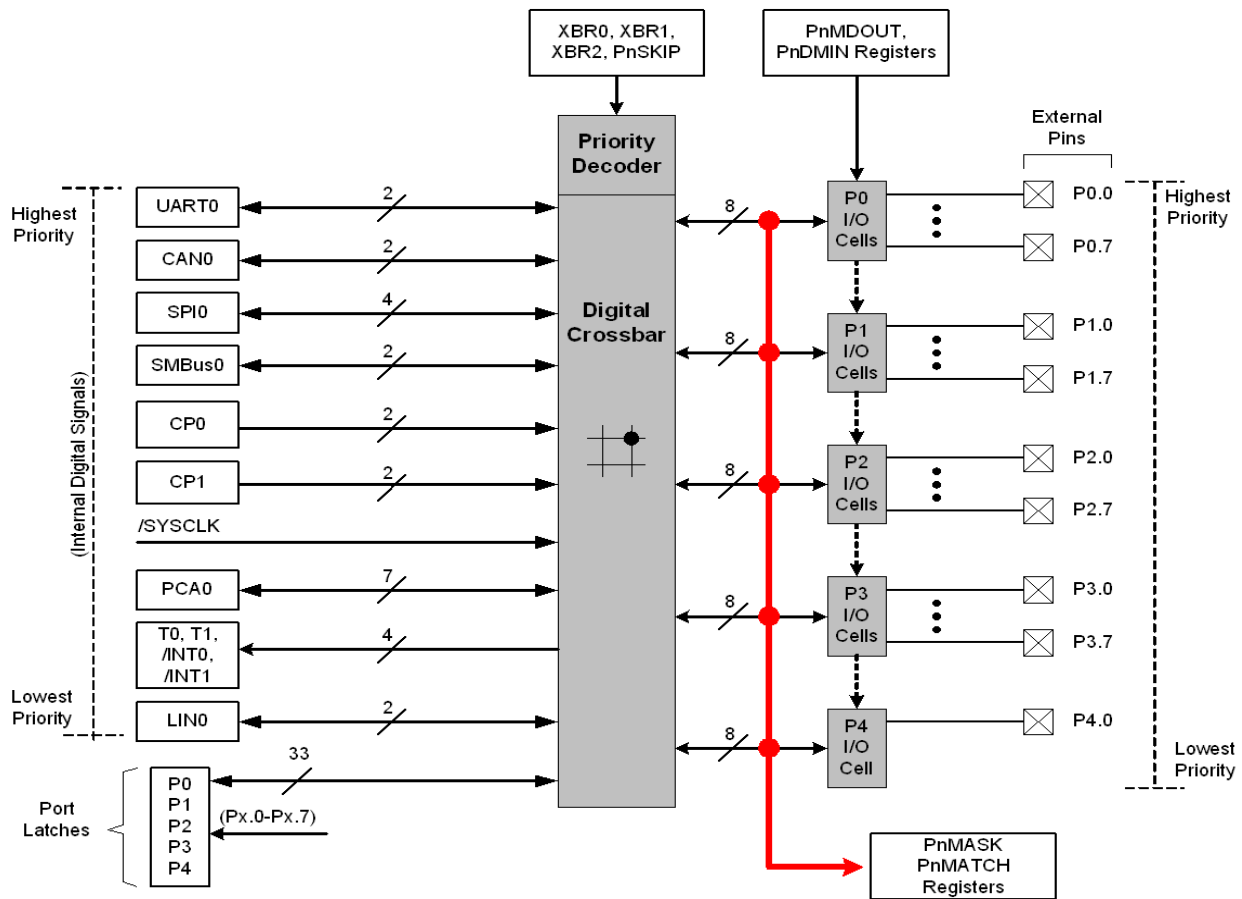 XBR0, XBR1,
XBR2, PnSKIP
PnMDOUT,
PnDMIN Registers
External
Pins
Priority
Decoder
Highest
Priority
UART0
2
8
P0
I/O
Cells
P0.0
P0.7
Highest
Priority
CAN0
2
SPI0
4
Digital
Crossbar
8
P1
I/O
Cells
P1.0
P1.7
SMBus0
2
(Internal Digital Signals)
CP0
2
CP1
2
8
P2
I/O
Cells
P2.0
P2.7
/SYSCLK
PCA0
7
8
P3
I/O
Cells
P3.0
P3.7
T0, T1,
/INT0,
/INT1
4
Lowest
Priority
LIN0
2
8
P4
I/O
Cell
P4.0
Lowest
Priority
Port
Latches
P0
P1
P2
P3
P4
33
(Px.0-Px.7)
PnMASK
PnMATCH
Registers